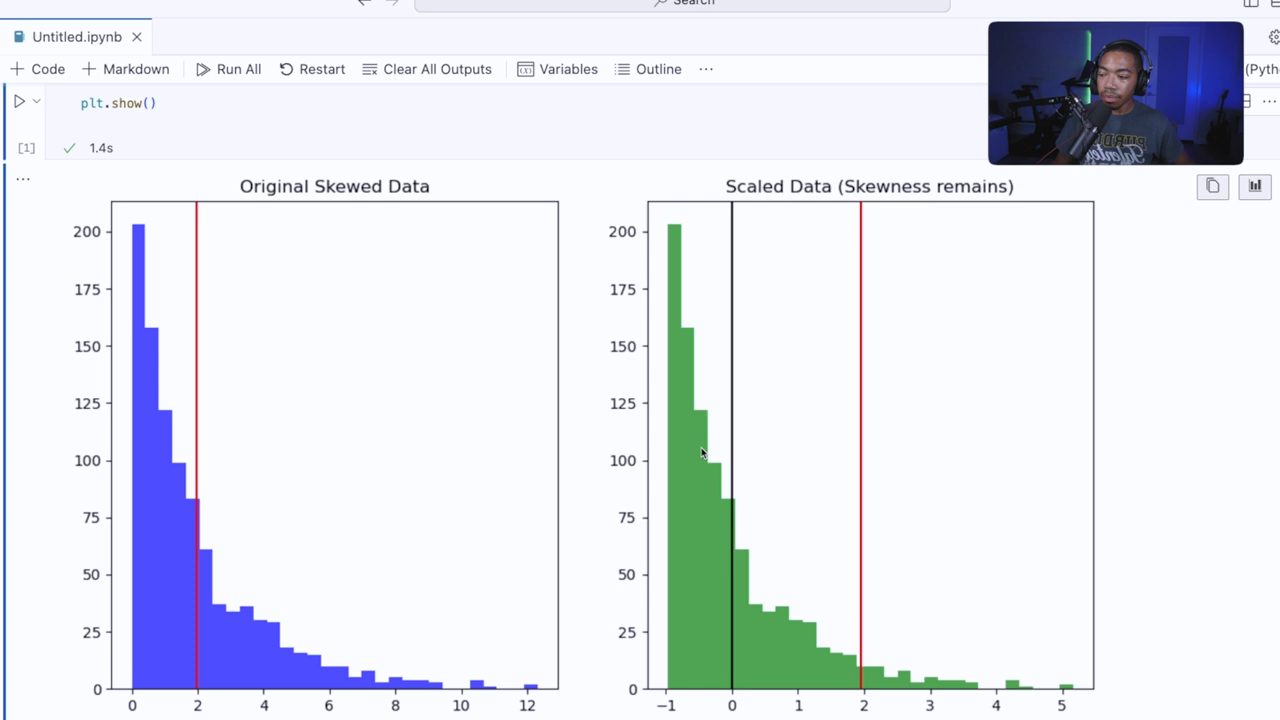 Search
Untitled.ipynb
Code
Markdown
Run All
Restart
Clear All Outputs
Variables
Outline
···
(Pyth
plt.show()
[1]
1.4s
Original Skewed Data
200
175
150
125
100
75
50
25
0
0 2 4 6 8 10 12
Scaled Data (Skewness remains)
200
175
150
125
100
75
50
25
0
−1 0 1 2 3 4 5